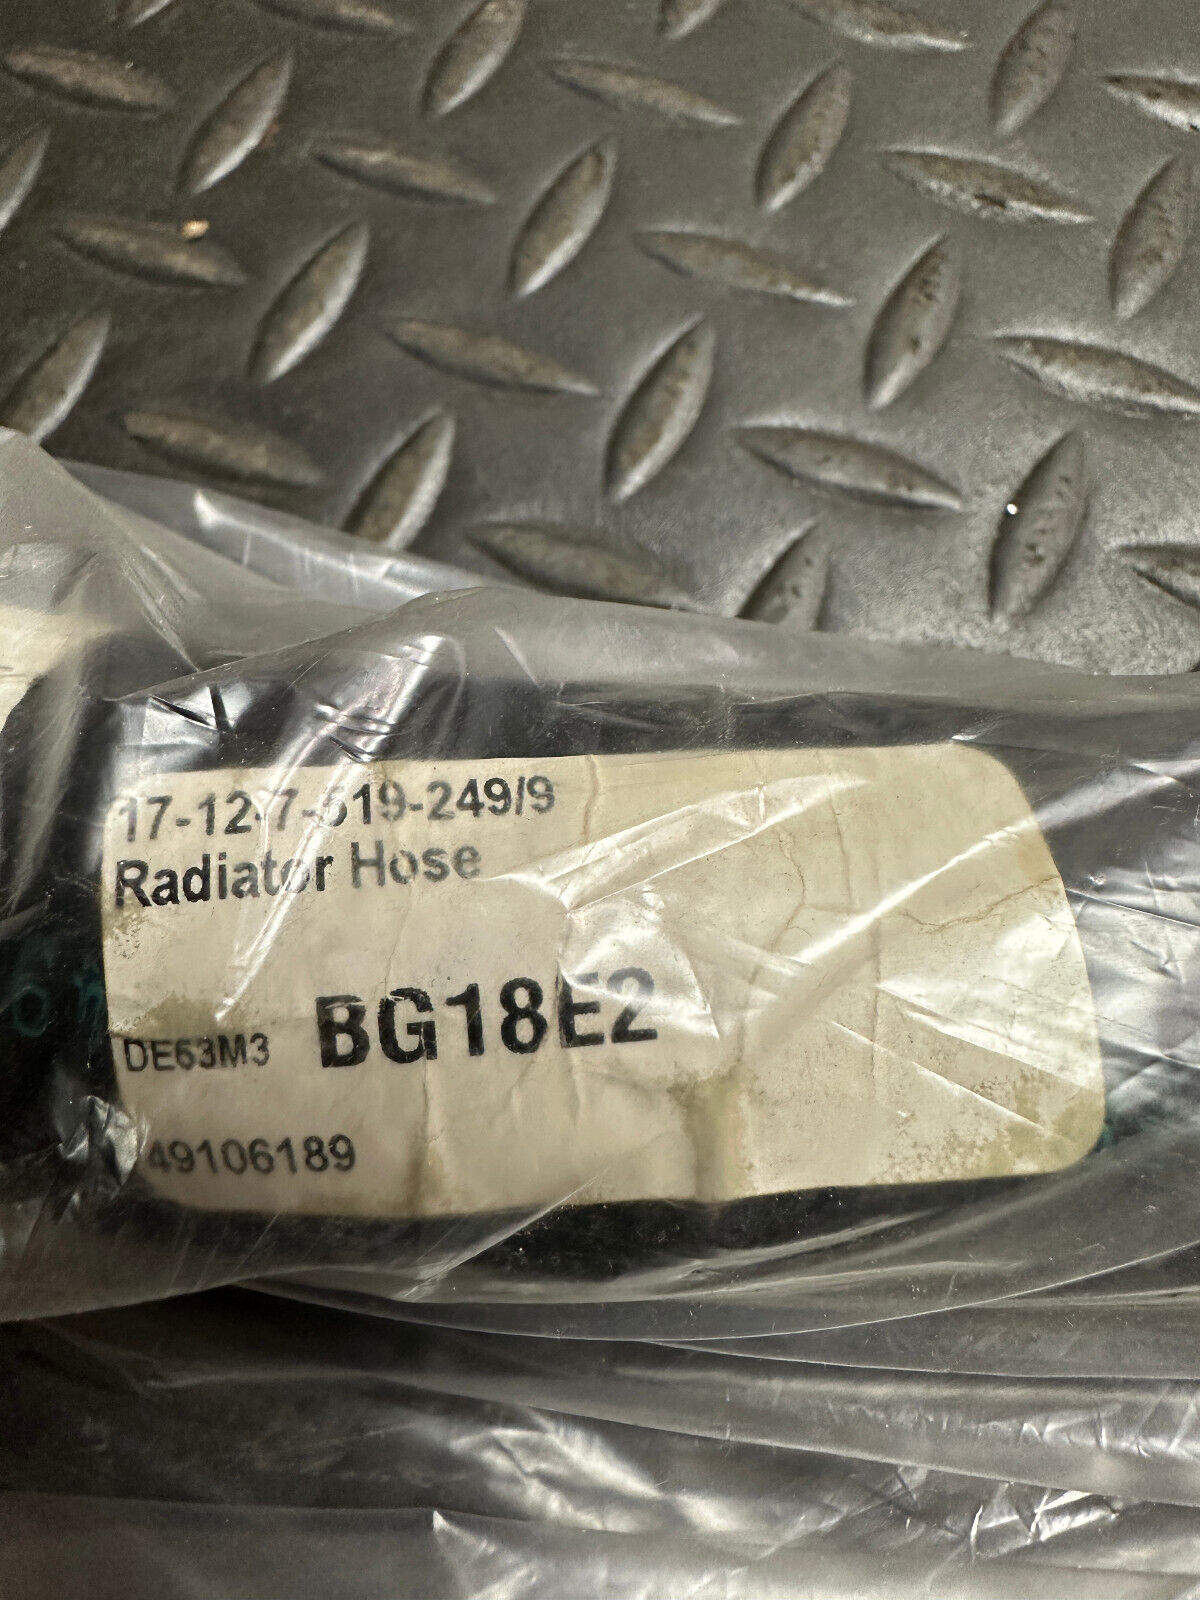 17-12-7-519-249/9
Radiator Hose
DE63M3 BG18E2
49106189